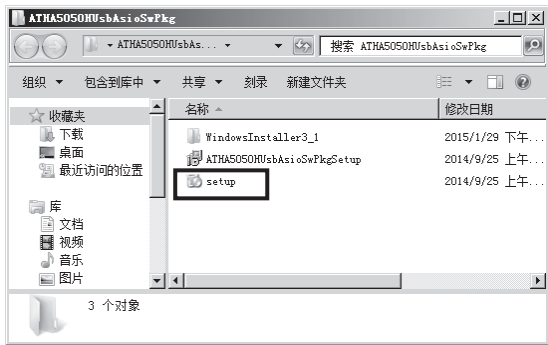 ATHA5050HUsbAsioSwPkg
ATHA5050HUsbAs...
搜索 ATHA5050HUsbAsioSwPkg
组织 包含到库中 共享 刻录 新建文件夹
收藏夹
下载
桌面
最近访问的位置
库
文档
视频
音乐
图片
名称 修改日期
WindowsInstaller3_1 2015/1/29 下午...
ATHA5050HUsbAsioSwPkgSetup 2014/9/25 上午...
setup 2014/9/25 上午...
3 个对象